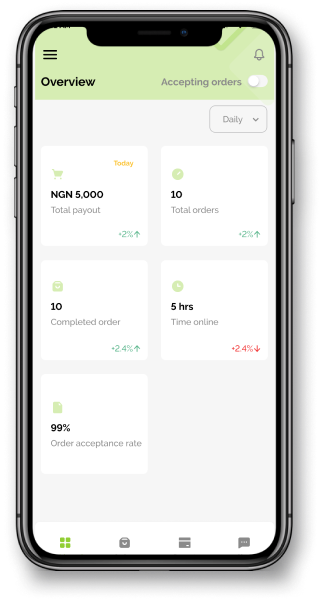 Overview
Accepting orders
Daily
Today
NGN 5,000
Total payout
+2%↑
10
Total orders
+2%↑
10
Completed order
+2.4%↑
5 hrs
Time online
+2.4%↓
99%
Order acceptance rate